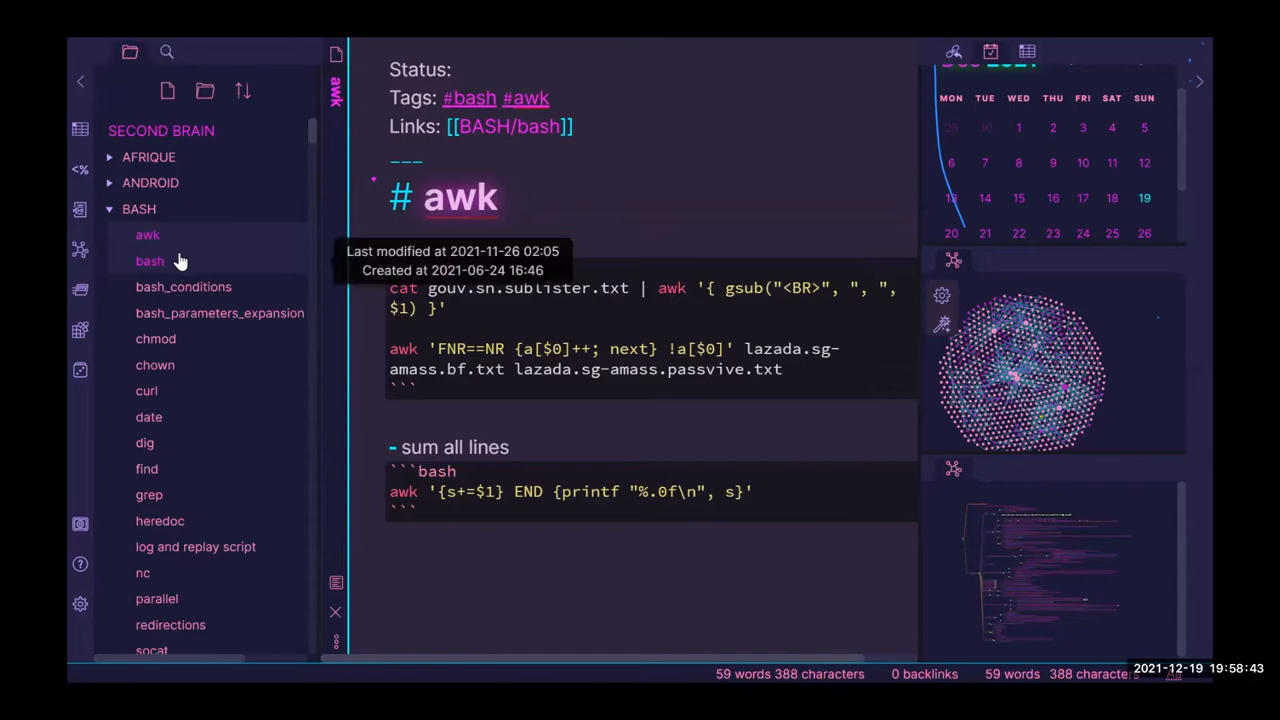 SECOND BRAIN
AFRIQUE
ANDROID
BASH
awk
bash
bash_conditions
bash_parameters_expansion
chmod
chown
curl
date
dig
find
grep
heredoc
log and replay script
nc
parallel
redirections
socat
awk
Status:
Tags: #bash #awk
Links: [[BASH/bash]]
---
# awk
Last modified at 2021-11-26 02:05
Created at 2021-06-24 16:46
cat gouv.sn.sublister.txt | awk '{ gsub("<BR>", ", ",
$1) }'
awk 'FNR==NR {a[$0]++; next} !a[$0]' lazada.sg-
amass.bf.txt lazada.sg-amass.passvive.txt
```
- sum all lines
```bash
awk '{s+=$1} END {printf "%.0f\n", s}'
```
Dec 2021
MON TUE WED THU FRI SAT SUN
29 30 1 2 3 4 5
6 7 8 9 10 11 12
13 14 15 16 17 18 19
20 21 22 23 24 25 26
59 words 388 characters 0 backlinks 59 words 388 characters
2021-12-19 19:58:43
Aa